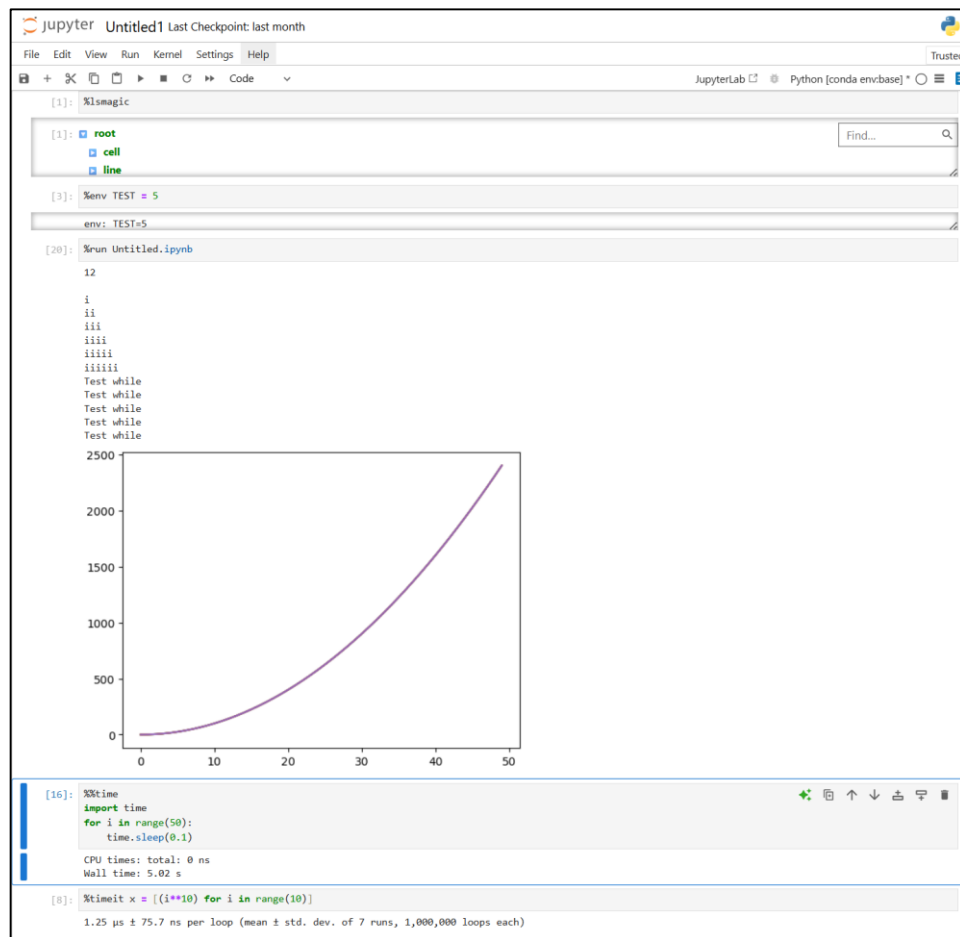 jupyter Untitled1 Last Checkpoint: last month
File Edit View Run Kernel Settings Help
Trusted
Code
JupyterLab
Python [conda env:base] *
[1]: %lsmagic
[1]: root
Find...
cell
line
[3]: %env TEST = 5
env: TEST=5
[20]: %run Untitled.ipynb
12
i
ii
iii
iiii
iiiii
iiiiii
Test while
Test while
Test while
Test while
Test while
2500
2000
1500
1000
500
0
0 10 20 30 40 50
[16]: %%time
import time
for i in range(50):
    time.sleep(0.1)
CPU times: total: 0 ns
Wall time: 5.02 s
[8]: %timeit x = [(i**10) for i in range(10)]
1.25 µs ± 75.7 ns per loop (mean ± std. dev. of 7 runs, 1,000,000 loops each)